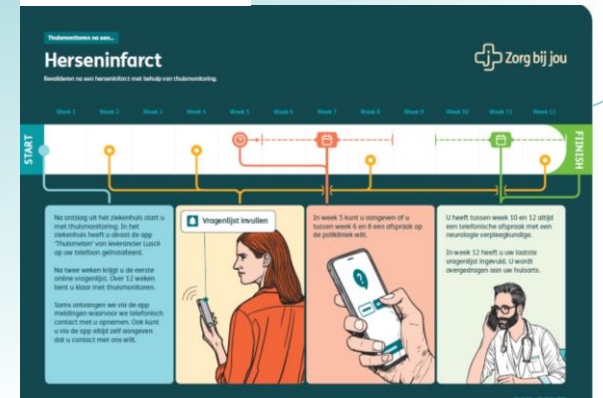 Thuismonitoren na een...
Herseninfarct
Revalideren na een herseninfarct met behulp van thuismonitoring.
Zorg bij jou
Week 1 Week 2 Week 3 Week 4 Week 5 Week 6 Week 7 Week 8 Week 9 Week 10 Week 11 Week 12
START
FINISH
Na ontslag uit het ziekenhuis start u
met thuismonitoring. In het
ziekenhuis heeft u alvast de app
'Thuismeten' van leverancier Luscii
op uw telefoon geïnstalleerd.
Na twee weken krijgt u de eerste
online vragenlijst. Over 12 weken
bent u klaar met thuismonitoren.
Soms ontvangen we via de app
meldingen waarvoor we telefonisch
contact met u opnemen. Ook kunt
u via de app altijd zelf aangeven
dat u contact met ons wilt.
Vragenlijst invullen
In week 5 kunt u aangeven of u
tussen week 6 en 8 een afspraak op
de polikliniek wilt.
U heeft tussen week 10 en 12 altijd
een telefonische afspraak met een
neurologie verpleegkundige.
In week 12 heeft u uw laatste
vragenlijst ingevuld. U wordt
overgedragen aan uw huisarts.